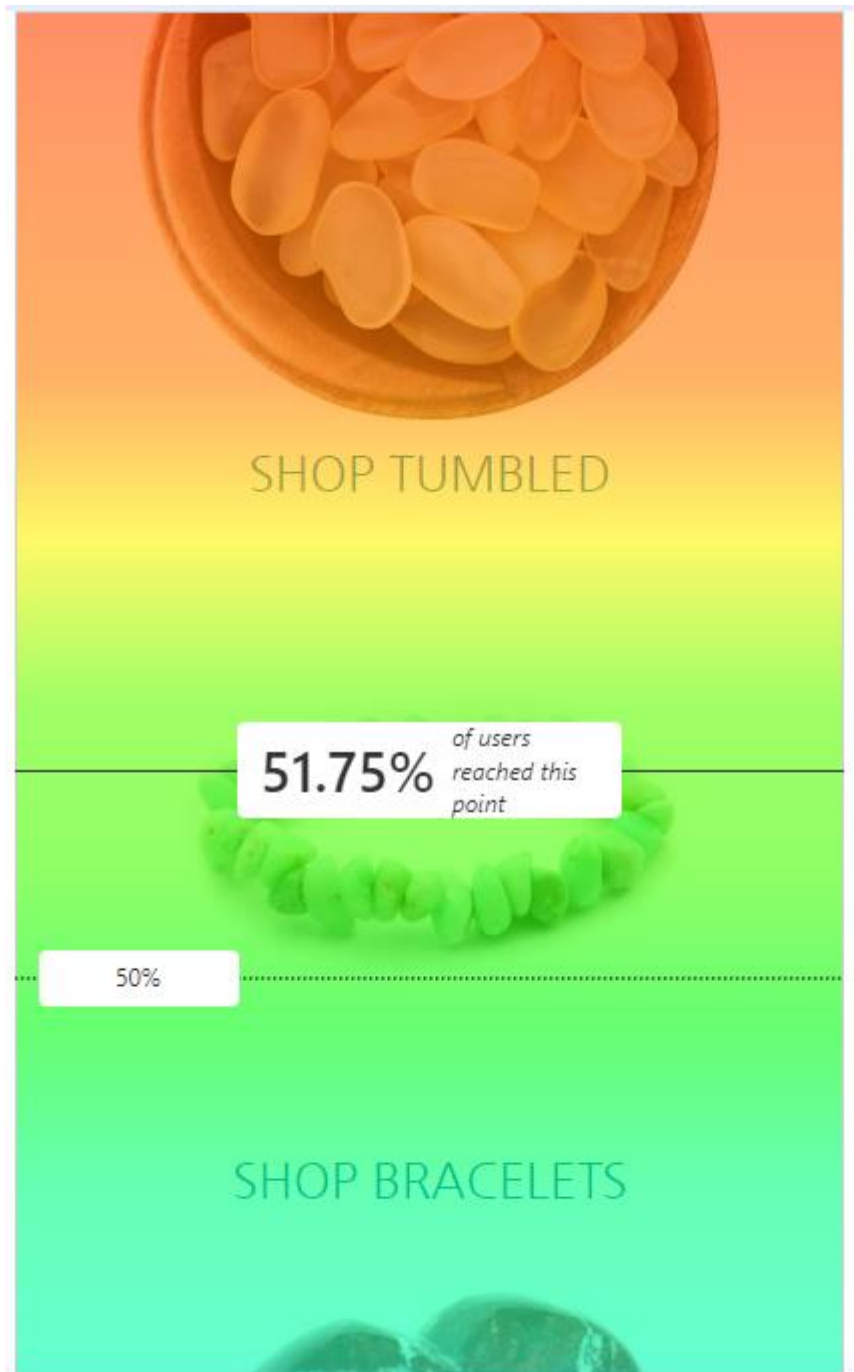 SHOP TUMBLED
51.75%
of users
reached this
point
50%
SHOP BRACELETS